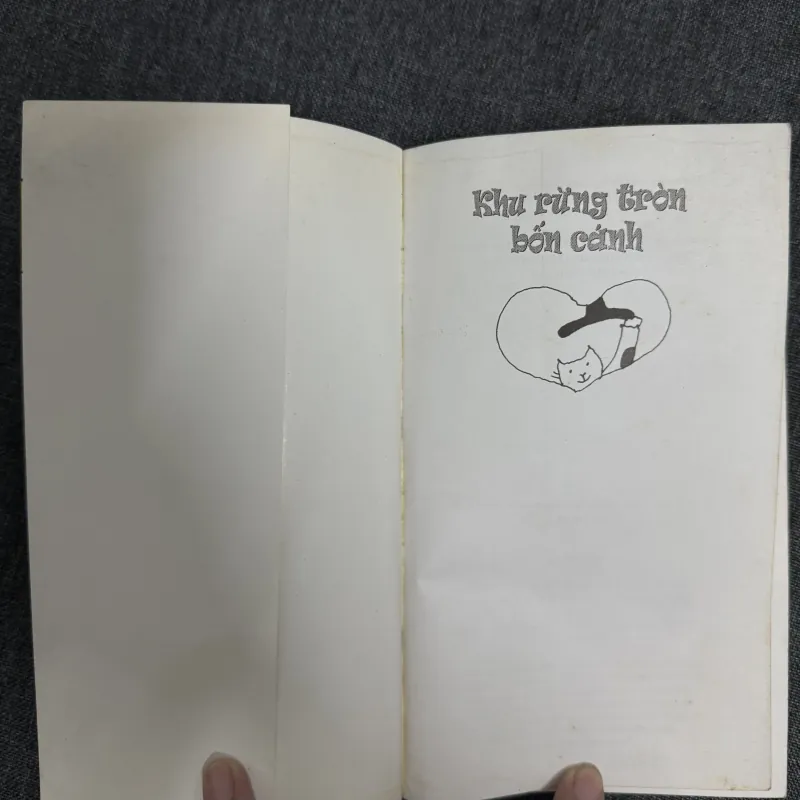 Khu rừng tròn
bốn cánh